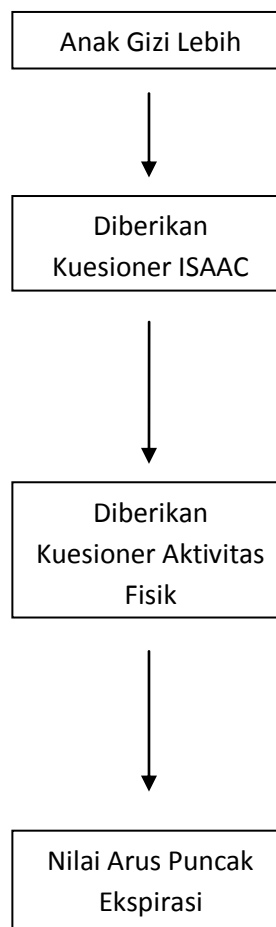 Anak Gizi Lebih
Diberikan
Kuesioner ISAAC
Diberikan
Kuesioner Aktivitas
Fisik
Nilai Arus Puncak
Ekspirasi